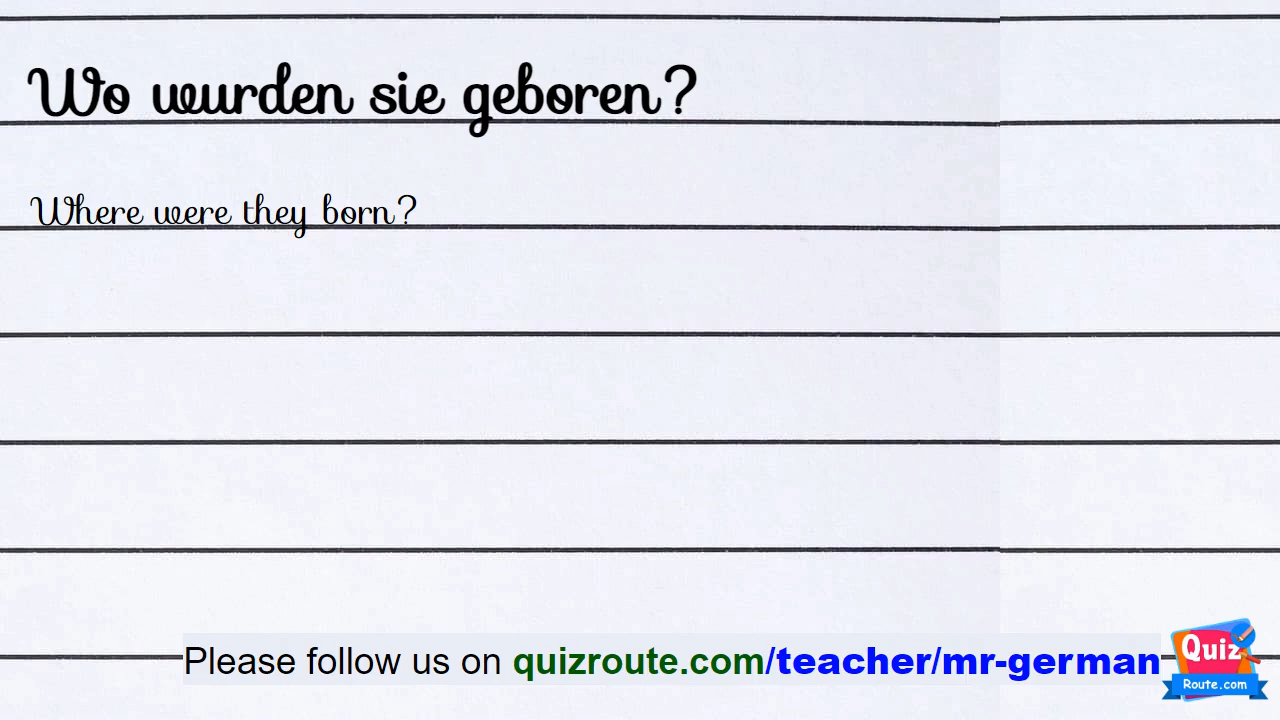 Wo wurden sie geboren?
Where were they born?
Please follow us on quizroute.com/teacher/mr-german
Quiz
Route.com